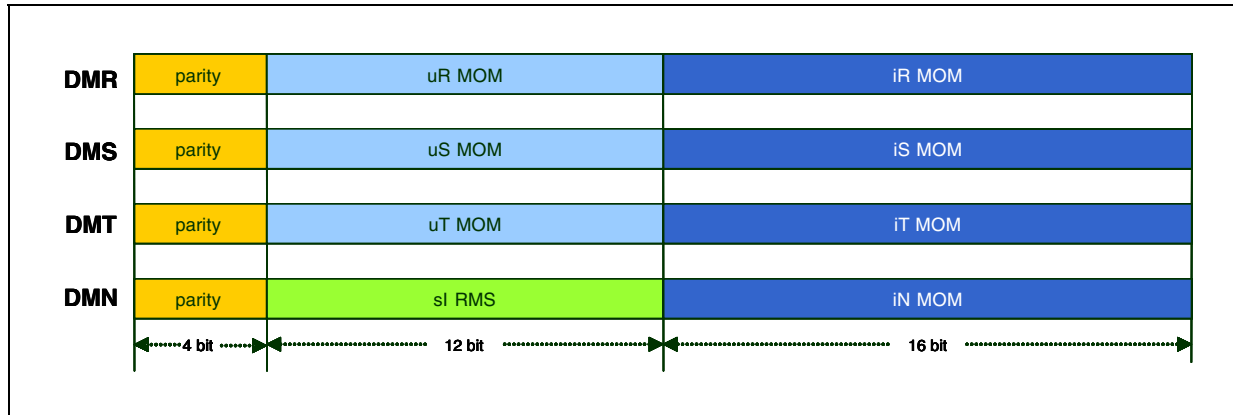 DMR parity uR MOM iR MOM
DMS parity uS MOM iS MOM
DMT parity uT MOM iT MOM
DMN parity sI RMS iN MOM
4 bit 12 bit 16 bit